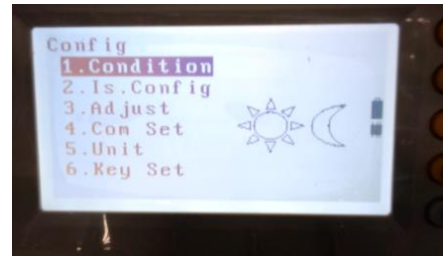 Config
1.Condition
2.Is.Config
3.Adjust
4.Com Set
5.Unit
6.Key Set